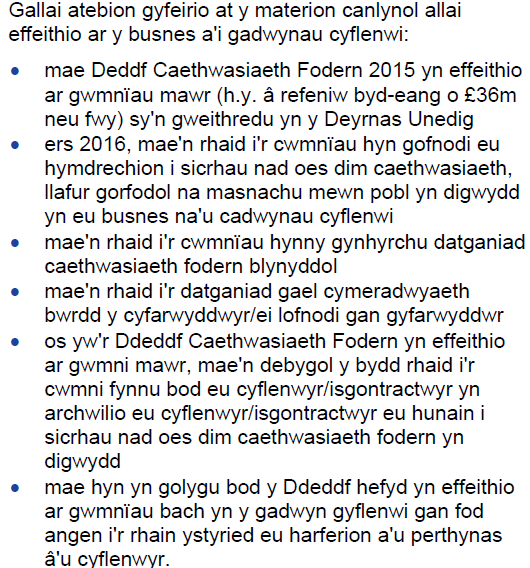 Gallai atebion gyfeirio at y materion canlynol allai
effeithio ar y busnes a'i gadwynau cyflenwi:
• mae Deddf Caethwasiaeth Fodern 2015 yn effeithio
ar gwmnïau mawr (h.y. â refeniw byd-eang o £36m
neu fwy) sy'n gweithredu yn y Deyrnas Unedig
• ers 2016, mae'n rhaid i'r cwmnïau hyn gofnodi eu
hymdrechion i sicrhau nad oes dim caethwasiaeth,
llafur gorfodol na masnachu mewn pobl yn digwydd
yn eu busnes na'u cadwynau cyflenwi
• mae'n rhaid i'r cwmnïau hynny gynhyrchu datganiad
caethwasiaeth fodern blynyddol
• mae'n rhaid i'r datganiad gael cymeradwyaeth
bwrdd y cyfarwyddwyr/ei lofnodi gan gyfarwyddwr
• os yw'r Ddeddf Caethwasiaeth Fodern yn effeithio
ar gwmni mawr, mae'n debygol y bydd rhaid i'r
cwmni fynnu bod eu cyflenwyr/isgontractwyr yn
archwilio eu cyflenwyr/isgontractwyr eu hunain i
sicrhau nad oes dim caethwasiaeth fodern yn
digwydd
• mae hyn yn golygu bod y Ddeddf hefyd yn effeithio
ar gwmnïau bach yn y gadwyn gyflenwi gan fod
angen i'r rhain ystyried eu harferion a'u perthynas
â'u cyflenwyr.